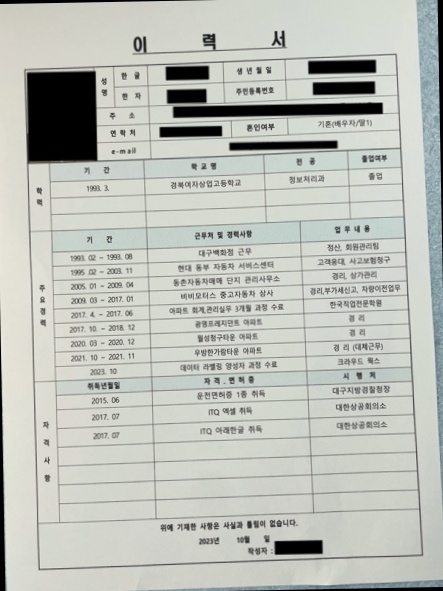 이 력 서
성명 한 글 생 년 월 일
한 자 주민등록번호
주 소
연 락 처 혼인여부 기혼(배우자/딸1)
e-mail
학력 기 간 학 교 명 전 공 졸업여부
1993. 3. 경북여자상업고등학교 정보처리과 졸업
주요경력 기 간 근무처 및 경력사항 업 무 내 용
1993. 02 ~ 1993. 08 대구백화점 근무 정산, 회원관리팀
1995 .02 ~ 2003. 11 현대 동부 자동차 서비스센터 고객응대, 사고보험청구
2005. 01 ~ 2009. 04 동촌자동차매매 단지 관리사무소 경리, 상가관리
2009. 03 ~ 2017. 01 비비모터스 중고자동차 상사 경리,부가세신고, 차량이전업무
2017. 4. ~ 2017. 06 아파트 회계,관리실무 3개월 과정 수료 한국직업전문학원
2017. 10. ~ 2018. 12 광명프레지먼트 아파트 경 리
2020. 03 ~ 2020. 12 월성청구타운 아파트 경 리
2021. 10 ~ 2021. 11 우방한가람타운 아파트 경 리 (대체근무)
2023. 10 데이터 라벨링 양성자 과정 수료 크라우드 웍스
자격사항 취득년월일 자 격 . 면 허 증 시 행 처
2015. 06 운전면허증 1종 취득 대구지방경찰청장
2017. 07 ITQ 엑셀 취득 대한상공회의소
2017. 07 ITQ 아래한글 취득 대한상공회의소
위에 기재한 사항은 사실과 틀림이 없습니다.
2023년 10월 일
작성자 :